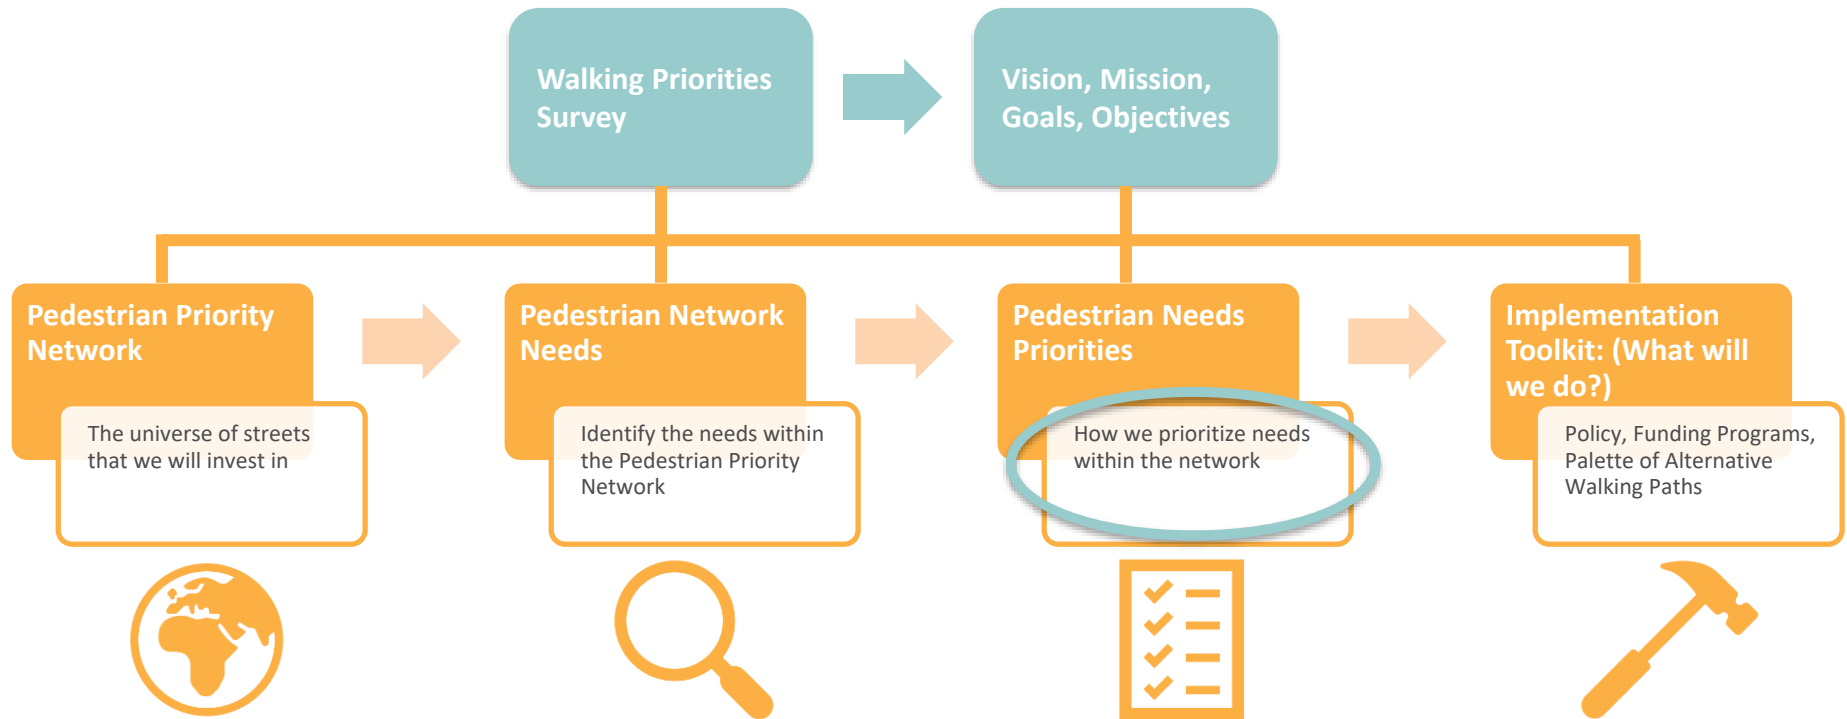 Walking Priorities
Survey
Vision, Mission,
Goals, Objectives
Pedestrian Priority
Network
The universe of streets
that we will invest in
Pedestrian Network
Needs
Identify the needs within
the Pedestrian Priority
Network
Pedestrian Needs
Priorities
How we prioritize needs
within the network
Implementation
Toolkit: (What will
we do?)
Policy, Funding Programs,
Palette of Alternative
Walking Paths